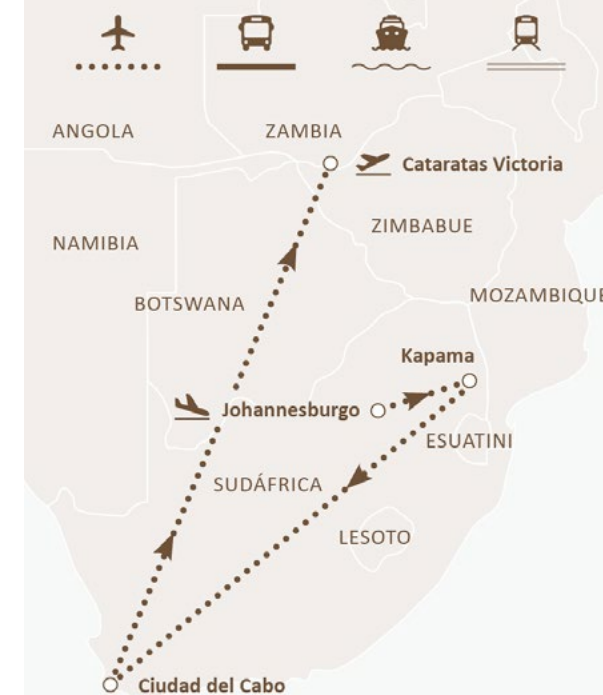 ANGOLA
ZAMBIA
Cataratas Victoria
ZIMBABUE
NAMIBIA
MOZAMBIQUE
BOTSWANA
Kapama
Johannesburgo
ESUATINI
SUDÁFRICA
LESOTO
Ciudad del Cabo